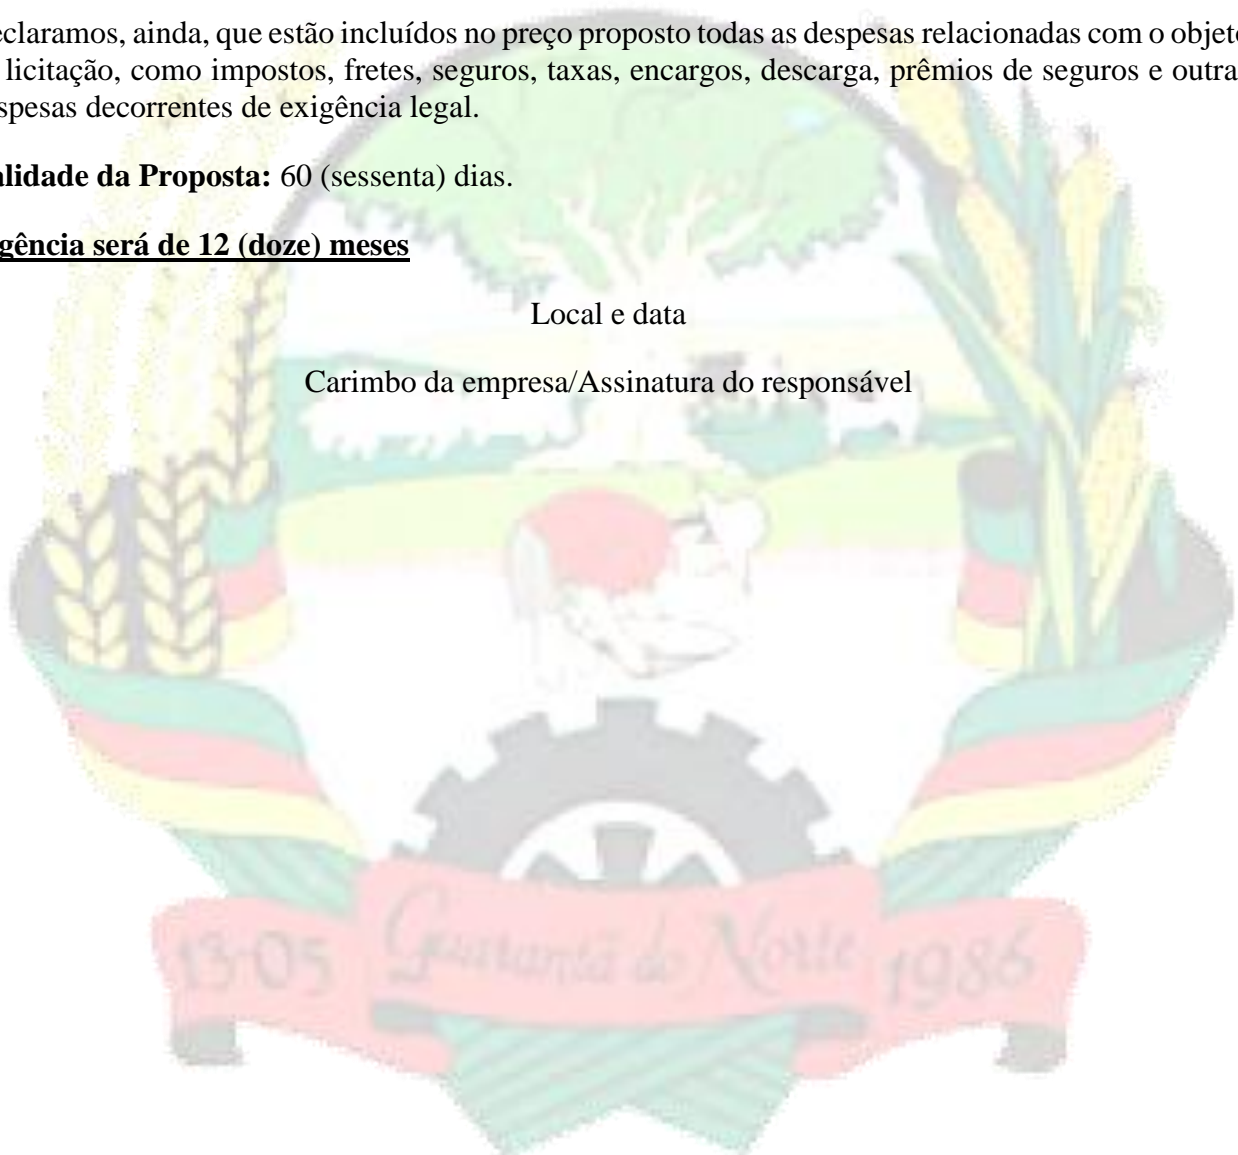 eclaramos, ainda, que estão incluídos no preço proposto todas as despesas relacionadas com o objeto
licitação, como impostos, fretes, seguros, taxas, encargos, descarga, prêmios de seguros e outra
spesas decorrentes de exigência legal.
alidade da Proposta: 60 (sessenta) dias.
gência será de 12 (doze) meses
Local e data
Carimbo da empresa/Assinatura do responsável
13-05 Guarantã do Norte 1986